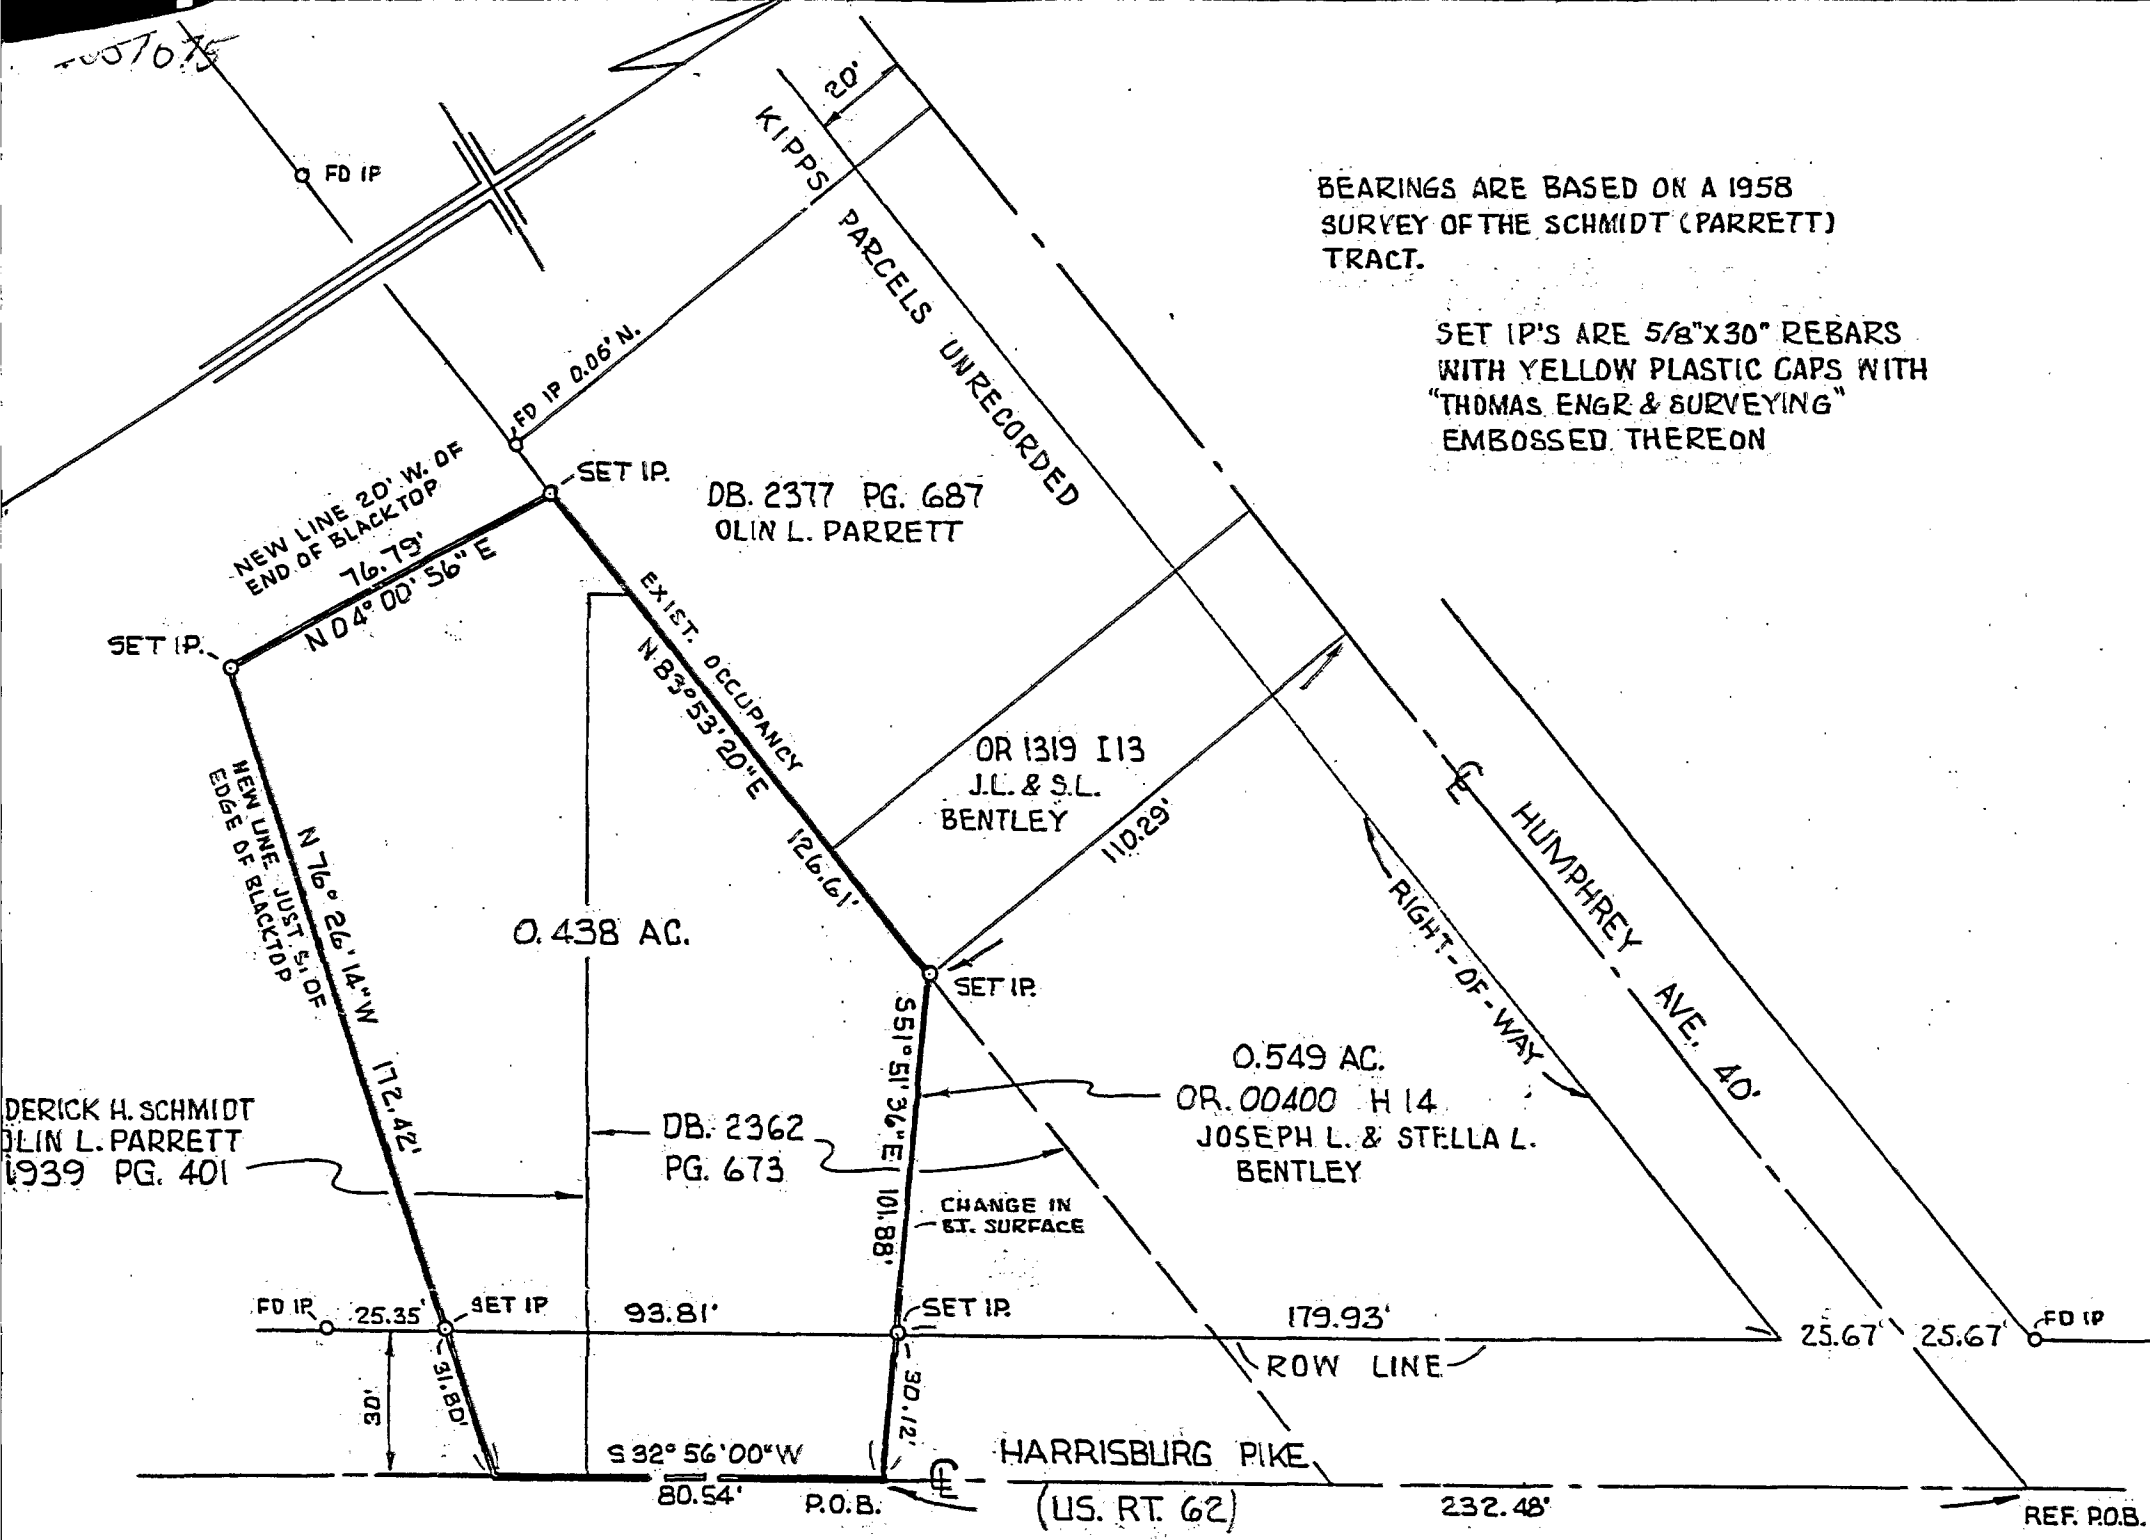 FD IP
20'
KIPPS PARCELS UNRECORDED
BEARINGS ARE BASED ON A 1958
SURVEY OF THE SCHMIDT (PARRETT)
TRACT.
SET IP'S ARE 5/8"X30" REBARS
WITH YELLOW PLASTIC CAPS WITH
"THOMAS ENGR & SURVEYING"
EMBOSSED THEREON
FD IP 0.06' N.
SET IP.
DB. 2377 PG. 687
OLIN L. PARRETT
NEW LINE 20' W. OF
END OF BLACKTOP
76.79'
N 04° 00' 56" E
SET IP.
EXIST. OCCUPANCY
N 83° 53' 20" E
126.61'
OR 1319 I13
J.L. & S.L.
BENTLEY
110.29'
℄ HUMPHREY AVE. 40'
RIGHT-OF-WAY
NEW LINE JUST S. OF
EDGE OF BLACKTOP
N 76° 26' 14" W 172.42'
0.438 AC.
SET IP.
S 51° 51' 36" E 101.88'
0.549 AC.
OR. 00400 H 14
JOSEPH L. & STELLA L.
BENTLEY
DERICK H. SCHMIDT
OLIN L. PARRETT
1939 PG. 401
DB. 2362
PG. 673
CHANGE IN
BT. SURFACE
FD IP.
25.35'
SET IP
93.81'
SET IP.
179.93'
25.67'
25.67'
FD IP
ROW LINE
30'
31.80'
30.12'
S 32° 56' 00" W
80.54'
P.O.B.
℄ HARRISBURG PIKE
(US. RT. 62)
232.48'
REF. P.O.B.